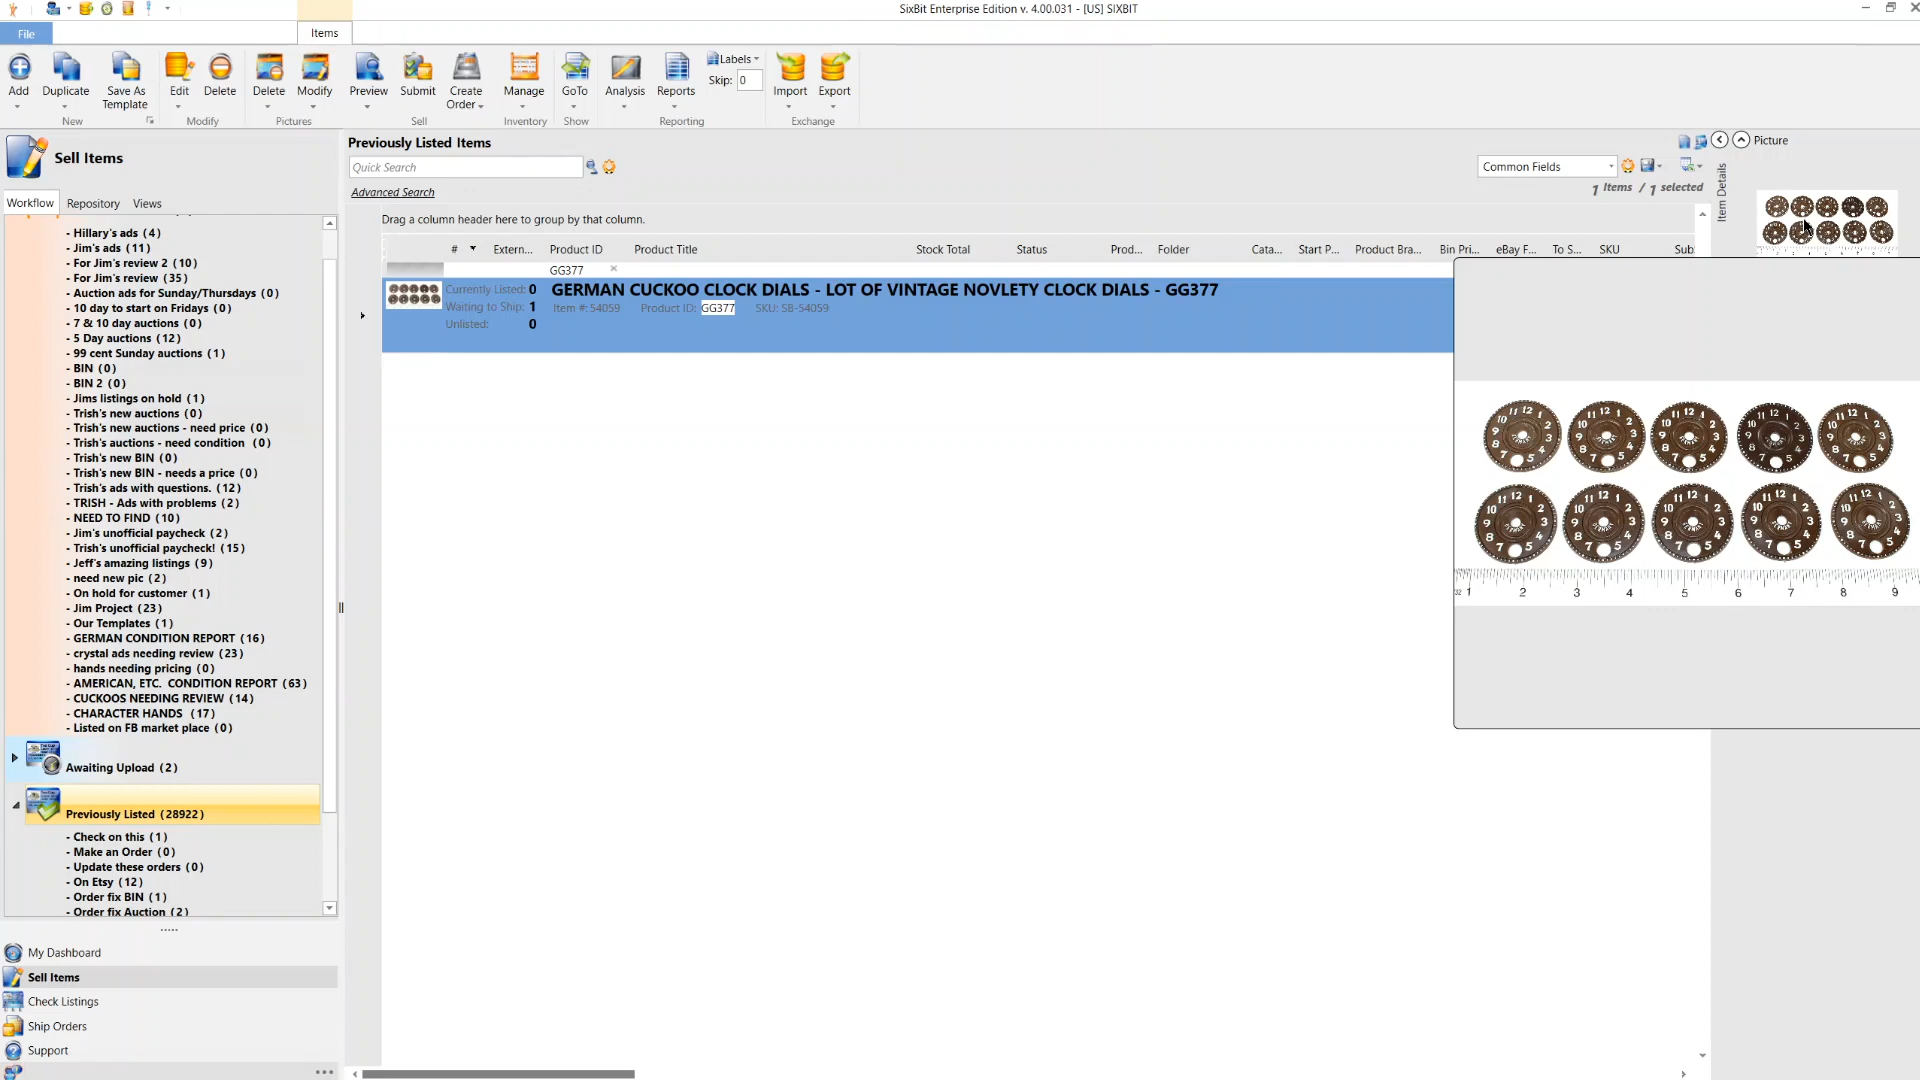 SixBit Enterprise Edition v. 4.00.031 - [US] SIXBIT
File
Items
Add
Duplicate
Save As Template
Edit
Delete
Delete
Modify
Preview
Submit
Create Order
Manage
GoTo
Analysis
Reports
Labels
Skip: 0
Import
Export
New
Modify
Pictures
Sell
Inventory
Show
Reporting
Exchange
Sell Items
Workflow
Repository
Views
- Hillary's ads (4)
- Jim's ads (11)
- For Jim's review 2 (10)
- For Jim's review (35)
- Auction ads for Sunday/Thursdays (0)
- 10 day to start on Fridays (0)
- 7 & 10 day auctions (0)
- 5 Day auctions (12)
- 99 cent Sunday auctions (1)
- BIN (0)
- BIN 2 (0)
- Jims listings on hold (1)
- Trish's new auctions (0)
- Trish's new auctions - need price (0)
- Trish's auctions - need condition (0)
- Trish's new BIN (0)
- Trish's new BIN - needs a price (0)
- Trish's ads with questions. (12)
- TRISH - Ads with problems (2)
- NEED TO FIND (10)
- Jim's unofficial paycheck (2)
- Trish's unofficial paycheck! (15)
- Jeff's amazing listings (9)
- need new pic (2)
- On hold for customer (1)
- Jim Project (23)
- Our Templates (1)
- GERMAN CONDITION REPORT (16)
- crystal ads needing review (23)
- hands needing pricing (0)
- AMERICAN, ETC. CONDITION REPORT (63)
- CUCKOOS NEEDING REVIEW (14)
- CHARACTER HANDS (17)
- Listed on FB market place (0)
Awaiting Upload (2)
Previously Listed (28922)
- Check on this (1)
- Make an Order (0)
- Update these orders (0)
- On Etsy (12)
- Order fix BIN (1)
- Order fix Auction (2)
My Dashboard
Sell Items
Check Listings
Ship Orders
Support
Previously Listed Items
Quick Search
Advanced Search
Common Fields
1 Items / 1 selected
Item Details
Picture
Drag a column header here to group by that column.
# Extern... Product ID Product Title Stock Total Status Prod... Folder Cata... Start P... Product Bra... Bin Pri... eBay F... To S... SKU Sub
GG377
Currently Listed: 0
GERMAN CUCKOO CLOCK DIALS - LOT OF VINTAGE NOVLETY CLOCK DIALS - GG377
Waiting to Ship: 1
Item #: 54059 Product ID: GG377 SKU: SB-54059
Unlisted: 0
1 2 3 4 5 6 7 8 9